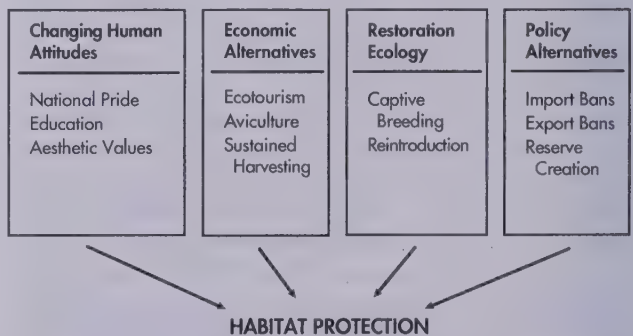 Changing Human
Attitudes
National Pride
Education
Aesthetic Values
Economic
Alternatives
Ecotourism
Aviculture
Sustained
Harvesting
Restoration
Ecology
Captive
Breeding
Reintroduction
Policy
Alternatives
Import Bans
Export Bans
Reserve
Creation
HABITAT PROTECTION